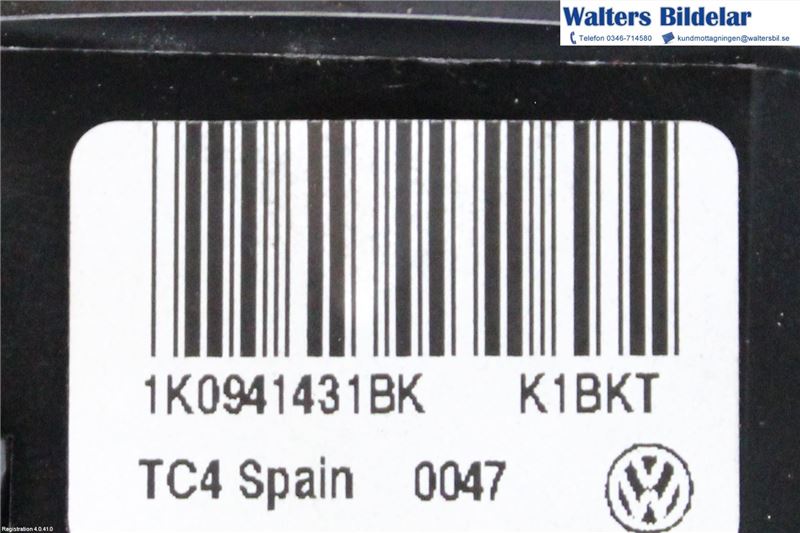 Walters Bildelar
Telefon 0346-714580 kundmottagningen@waltersbil.se
1K0941431BK K1BKT
TC4 Spain 0047
Registration 4.0.41.0